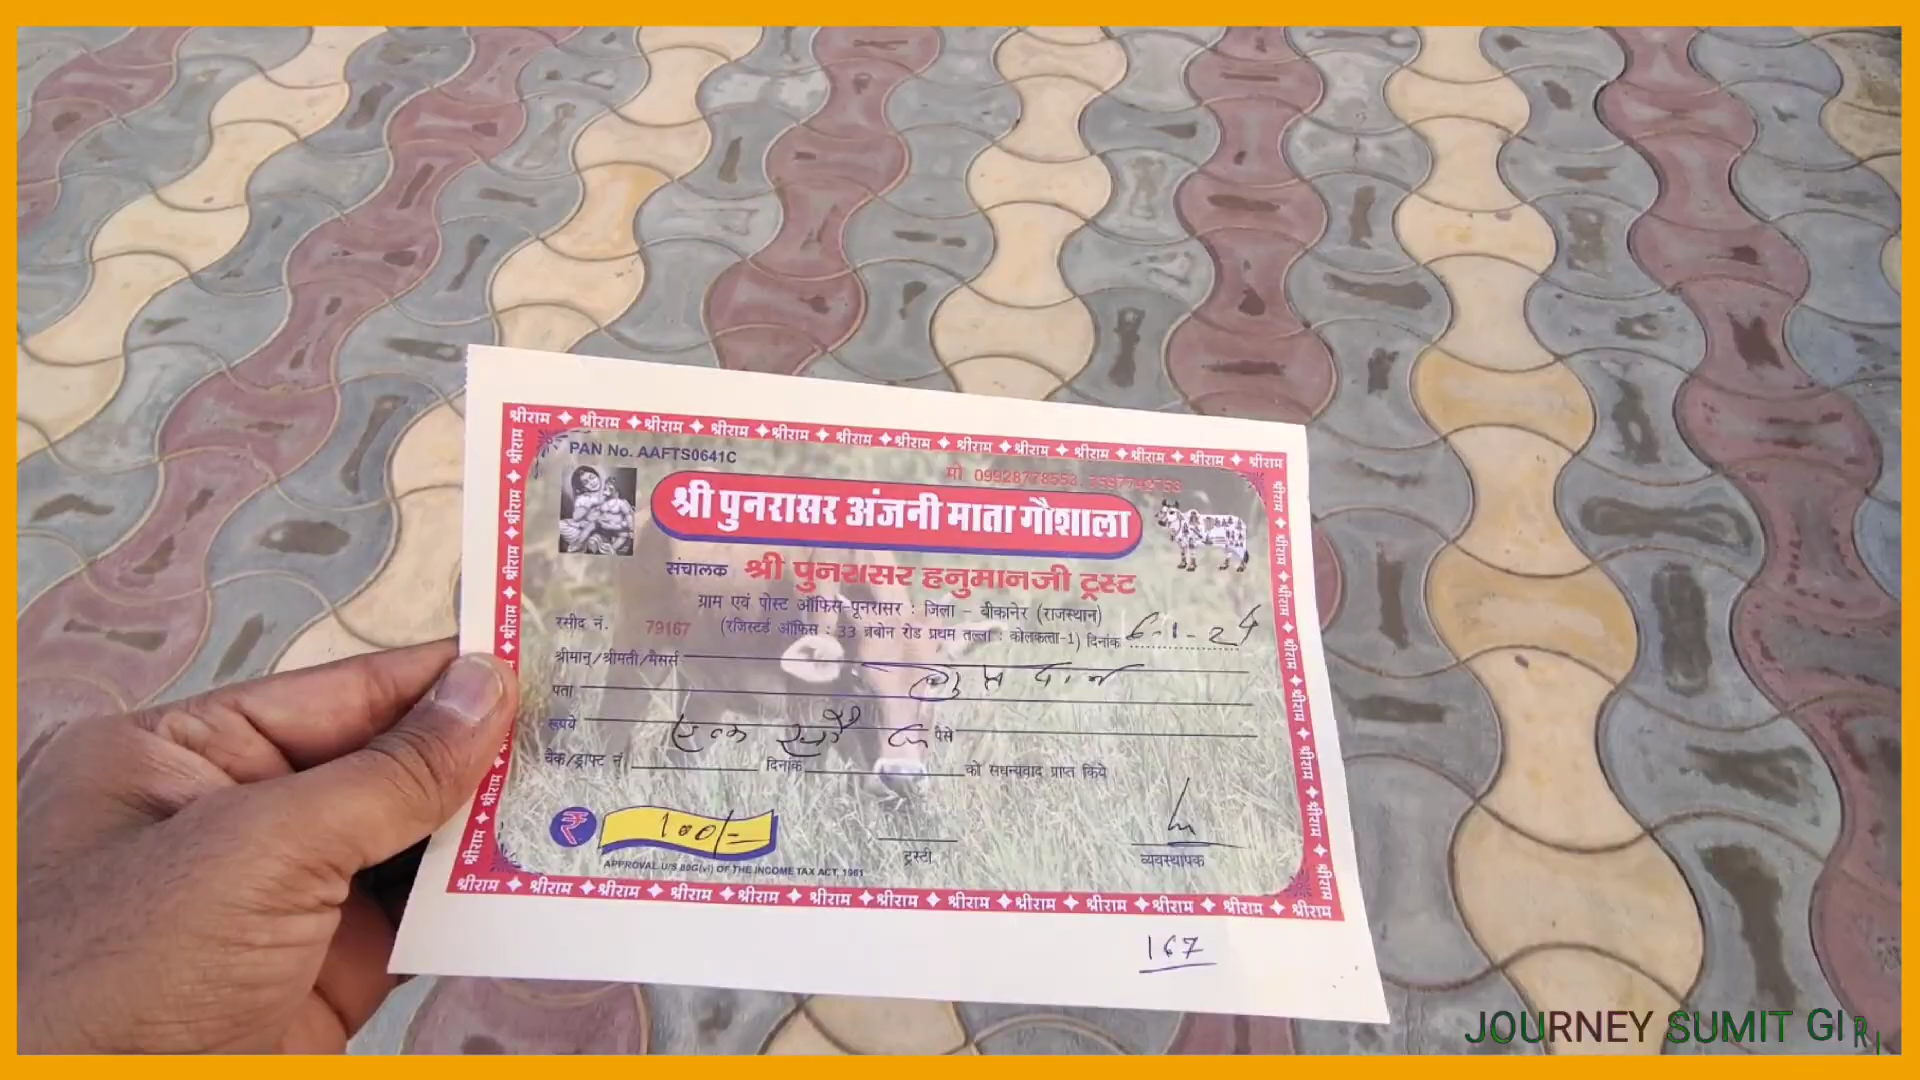 श्रीराम श्रीराम श्रीराम श्रीराम श्रीराम श्रीराम श्रीराम श्रीराम श्रीराम श्रीराम श्रीराम श्रीराम श्रीराम
PAN No. AAFTS0641C
मो 09928778553,
श्री पुनरासर अंजनी माता गौशाला
संचालक श्री पुनरासर हनुमानजी ट्रस्ट
ग्राम एवं पोस्ट ऑफिस-पूनरासर : जिला - बीकानेर (राजस्थान)
रसीद नं. 79167 (रजिस्टर्ड ऑफिस : 33 ब्रबोन रोड प्रथम तल्ला : कोलकत्ता-1) दिनांक 6-1-24
श्रीमान्/श्रीमती/मैसर्स
गुप्त दान
पता
रूपये एक सौ रु पैसे
चैक/ड्राफ्ट नं दिनांक को सधन्यवाद प्राप्त किये
₹ 100/-
ट्रस्टी व्यवस्थापक
APPROVAL U/S 80G(vi) OF THE INCOME TAX ACT, 1961
श्रीराम श्रीराम श्रीराम श्रीराम श्रीराम श्रीराम श्रीराम श्रीराम श्रीराम श्रीराम श्रीराम श्रीराम श्रीराम
167
JOURNEY SUMIT GIRI